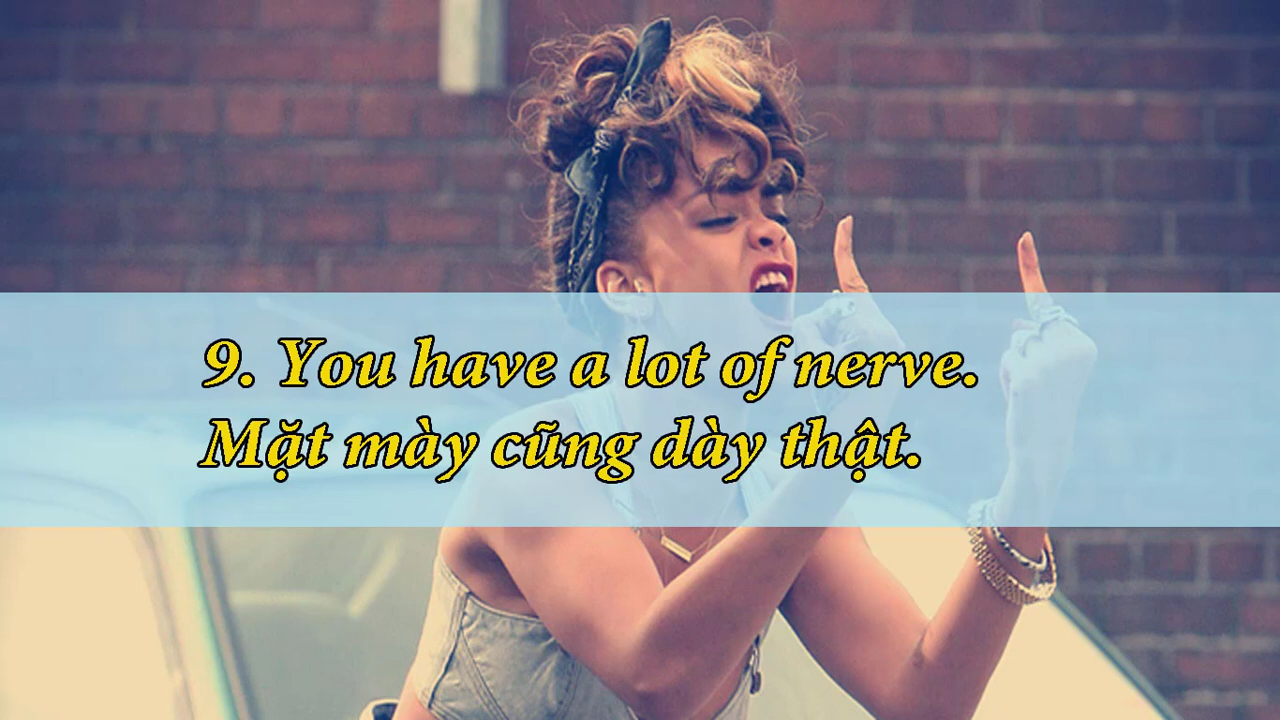 9. You have a lot of nerve.
Mặt mày cũng dày thật.